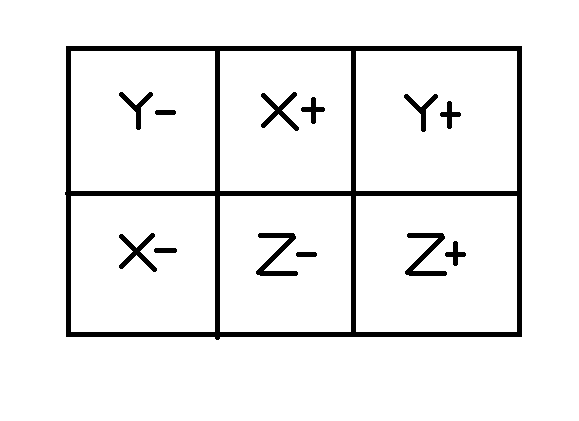 Y- X+ Y+
X- Z- Z+